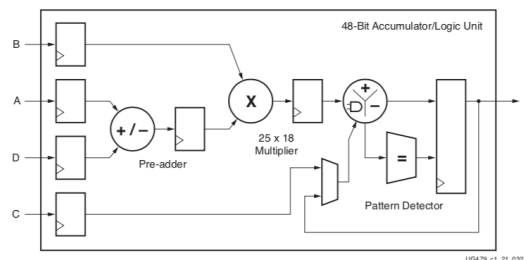 48-Bit Accumulator/Logic Unit
B
A
D
C
+/−
Pre-adder
X
25 x 18
Multiplier
+
−
=
Pattern Detector
UG479_c1_21_032